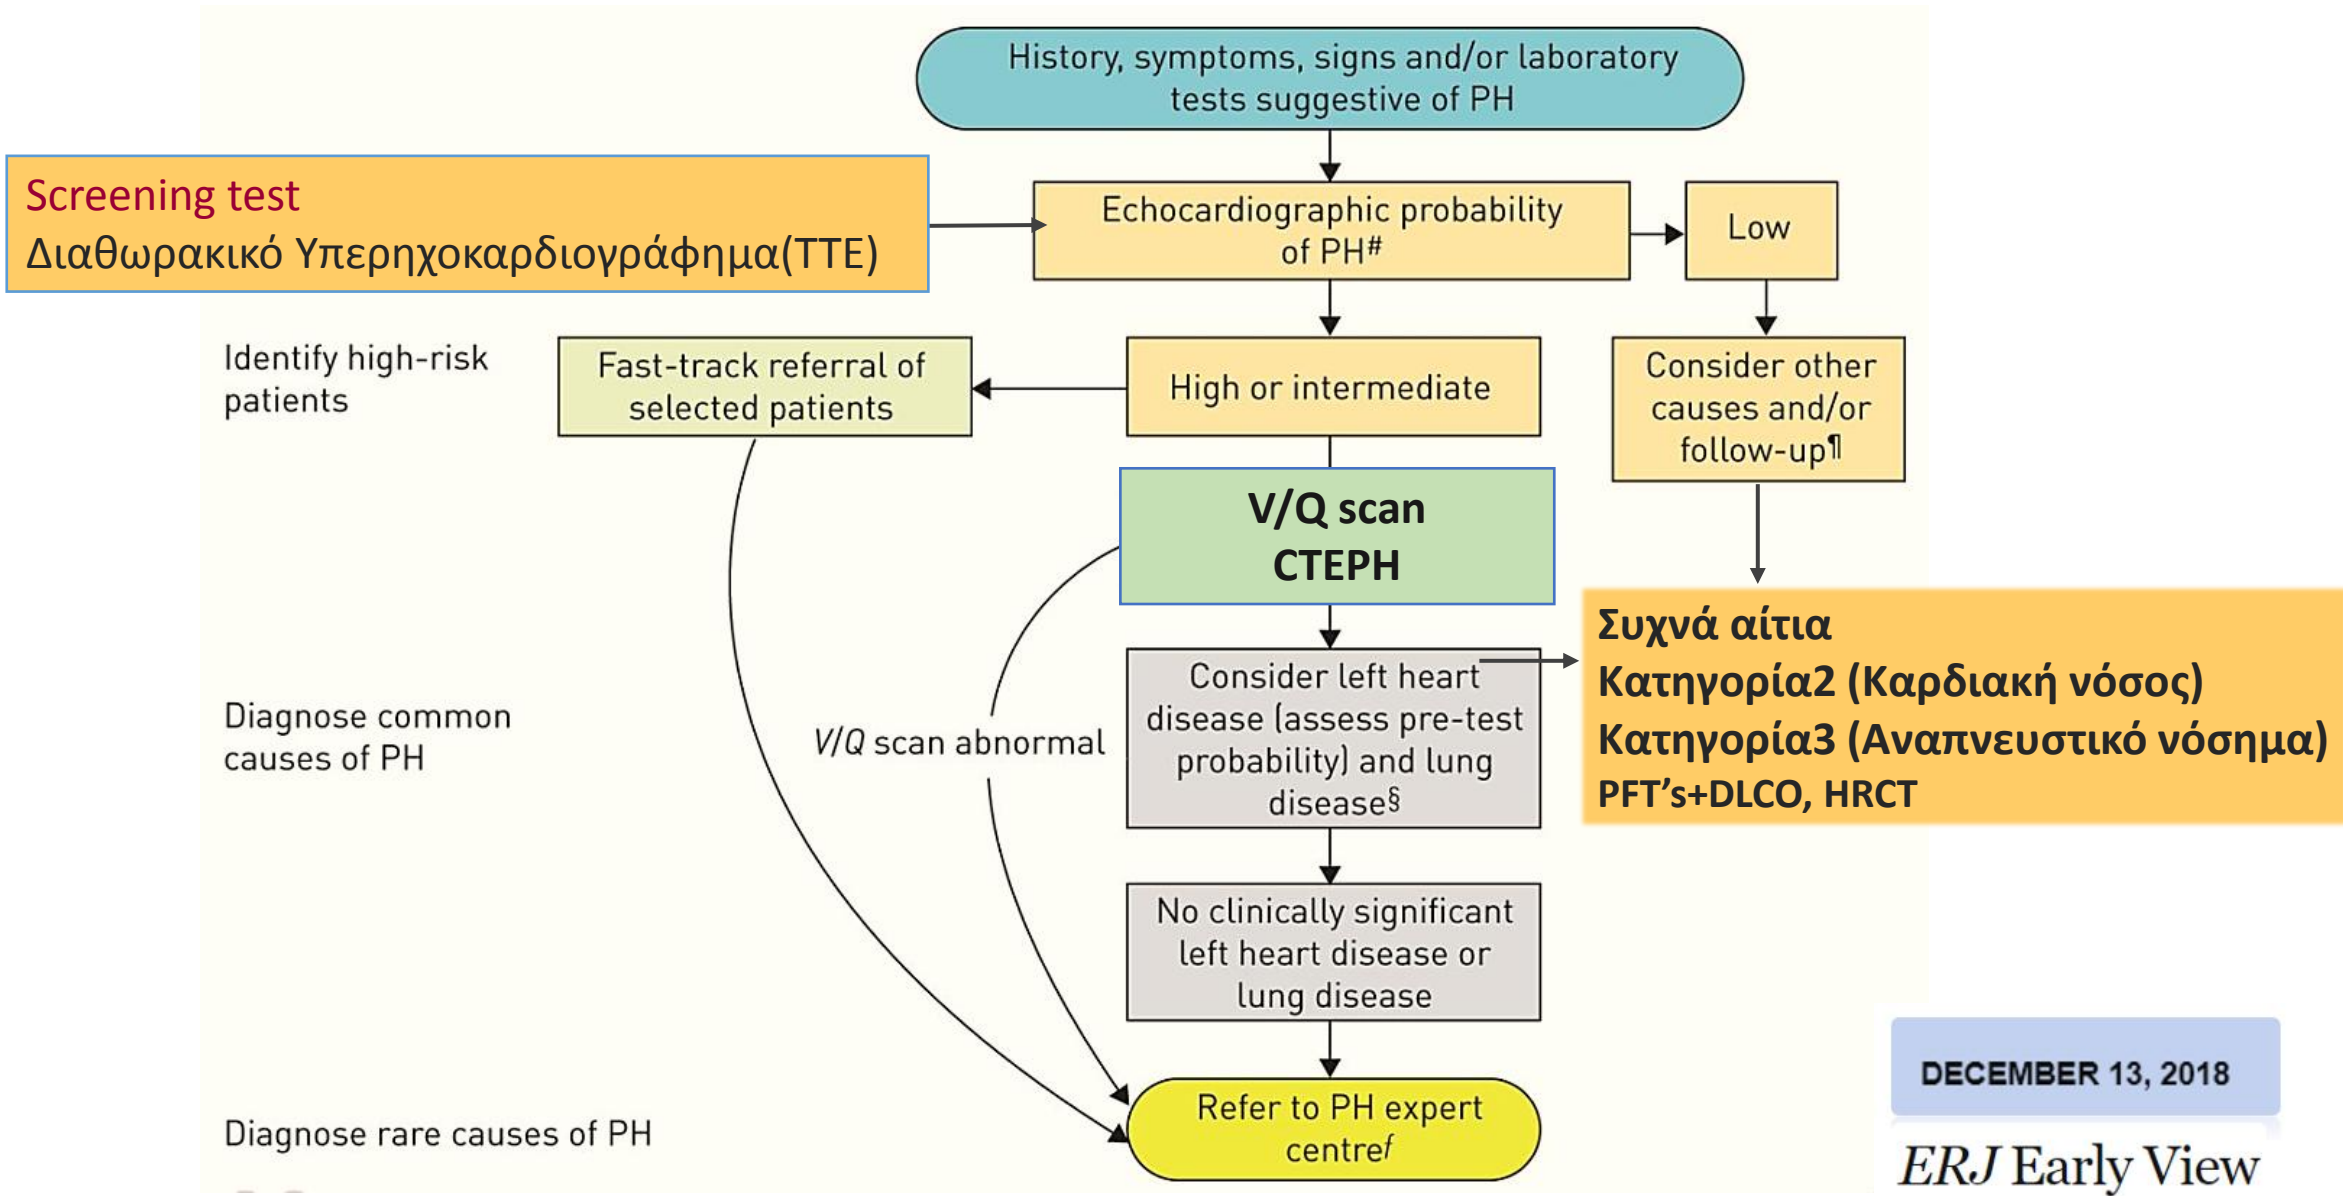 History, symptoms, signs and/or laboratory
tests suggestive of PH
Screening test
Διαθωρακικό Υπερηχοκαρδιογράφημα(TTE)
Echocardiographic probability
of PH#
Low
Identify high-risk
patients
Fast-track referral of
selected patients
High or intermediate
Consider other
causes and/or
follow-up¶
V/Q scan
CTEPH
Συχνά αίτια
Κατηγορία2 (Καρδιακή νόσος)
Κατηγορία3 (Αναπνευστικό νόσημα)
PFT’s+DLCO, HRCT
Diagnose common
causes of PH
V/Q scan abnormal
Consider left heart
disease (assess pre-test
probability) and lung
disease§
No clinically significant
left heart disease or
lung disease
Diagnose rare causes of PH
Refer to PH expert
centreƒ
DECEMBER 13, 2018
ERJ Early View